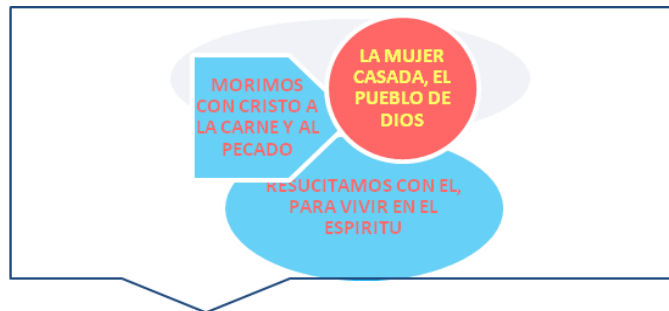 MORIMOS
CON CRISTO A
LA CARNE Y AL
PECADO
LA MUJER
CASADA, EL
PUEBLO DE
DIOS
RESUCITAMOS CON EL,
PARA VIVIR EN EL
ESPIRITU